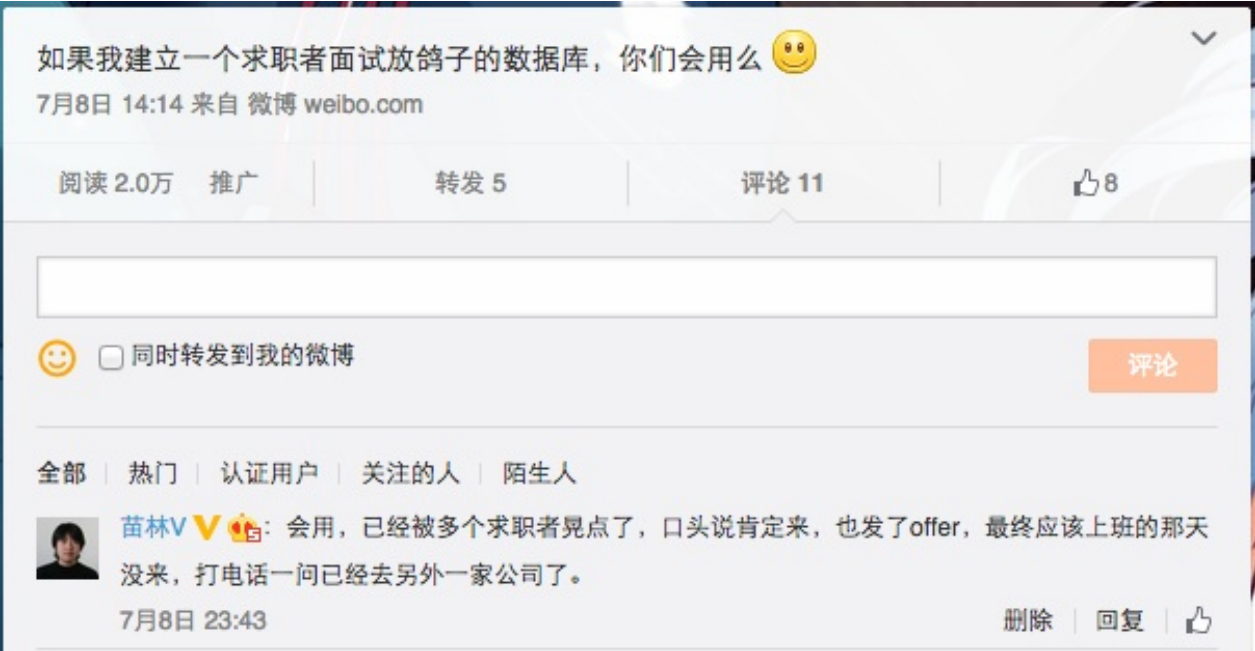 如果我建立一个求职者面试放鸽子的数据库，你们会用么
7月8日 14:14 来自 微博 weibo.com
阅读 2.0万 推广 转发 5 评论 11 8
同时转发到我的微博 评论
全部 热门 认证用户 关注的人 陌生人
苗林V V：会用，已经被多个求职者晃点了，口头说肯定来，也发了offer，最终应该上班的那天
没来，打电话一问已经去另外一家公司了。
7月8日 23:43 删除 回复